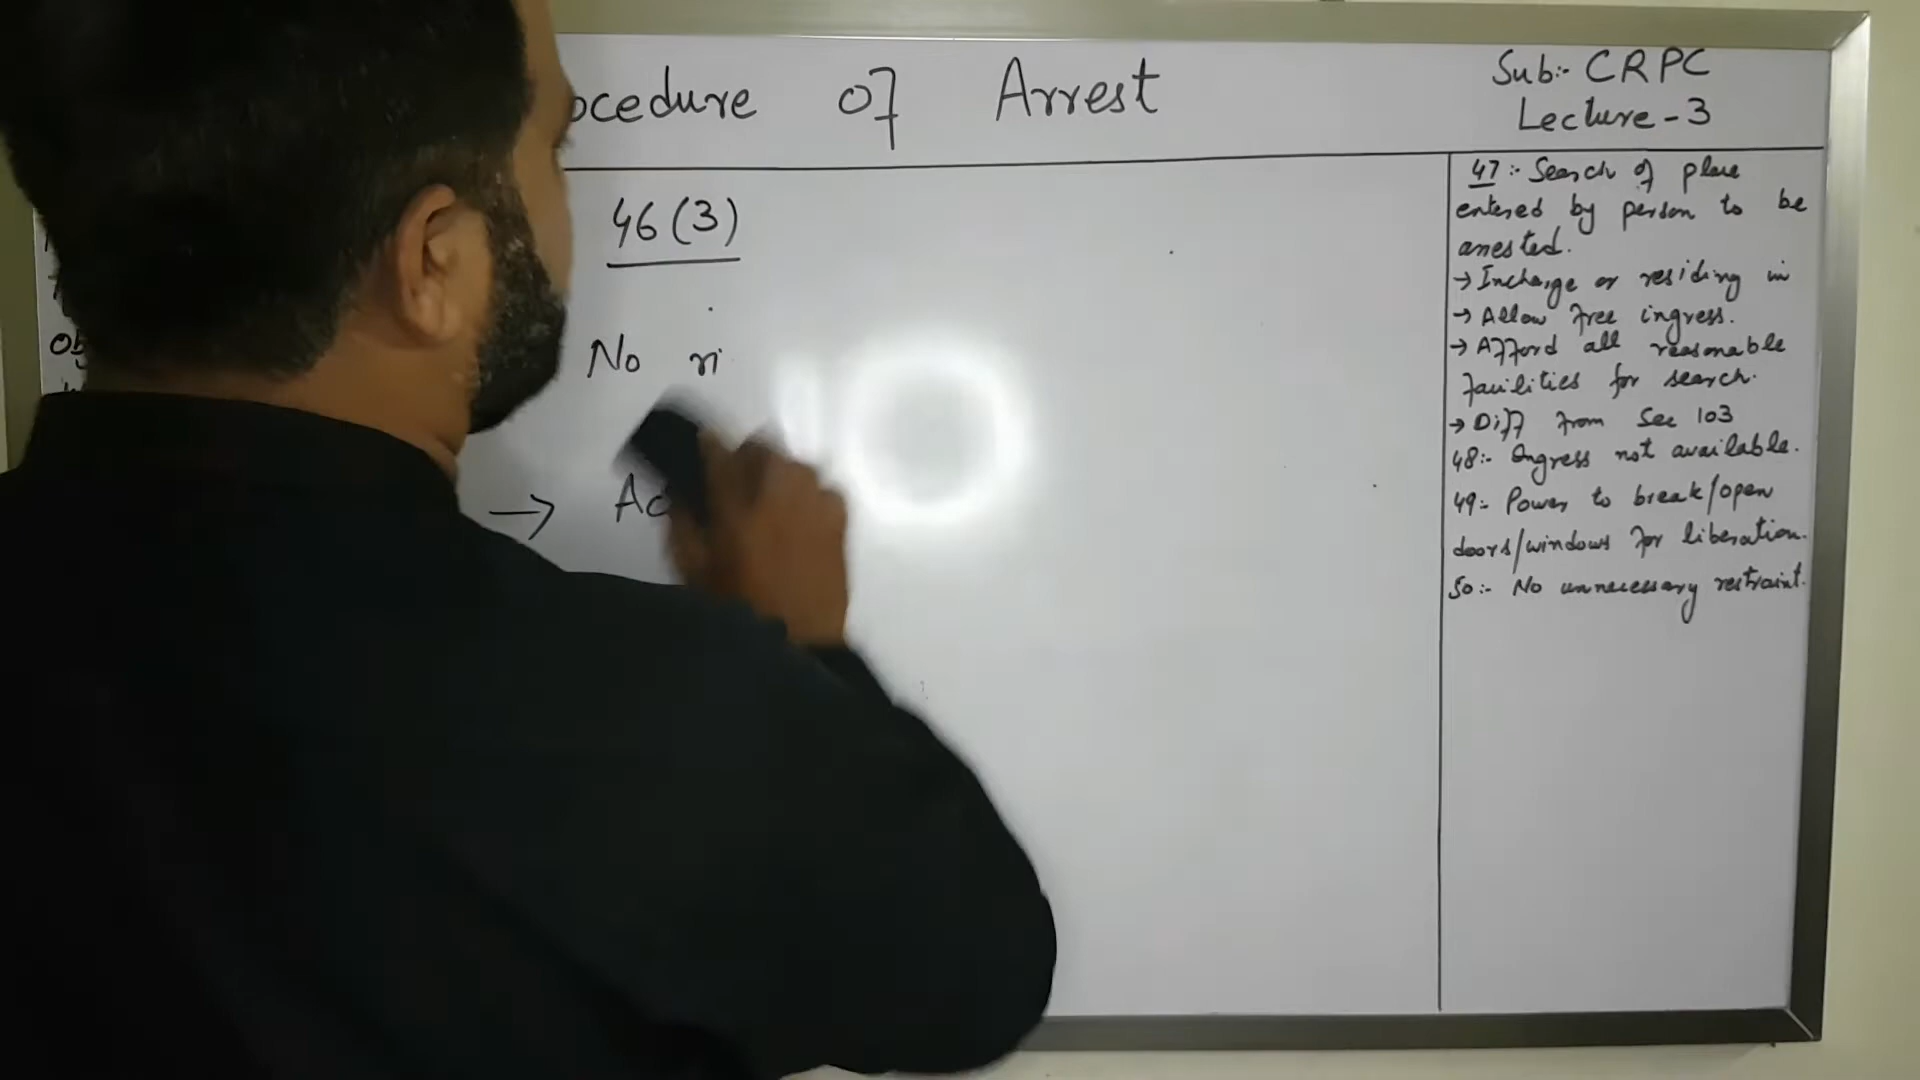 ocedure of Arrest
Sub:- CRPC
Lecture-3
46(3)
No ri
→ Ac
Ob
47:- Search of place
entered by person to be
arrested.
→ Incharge or residing in
→ Allow free ingress.
→ Afford all reasonable
facilities for search.
→ Diff from Sec 103
48:- Ingress not available.
49:- Power to break/open
doors/windows for liberation.
50:- No unnecessary restraint.